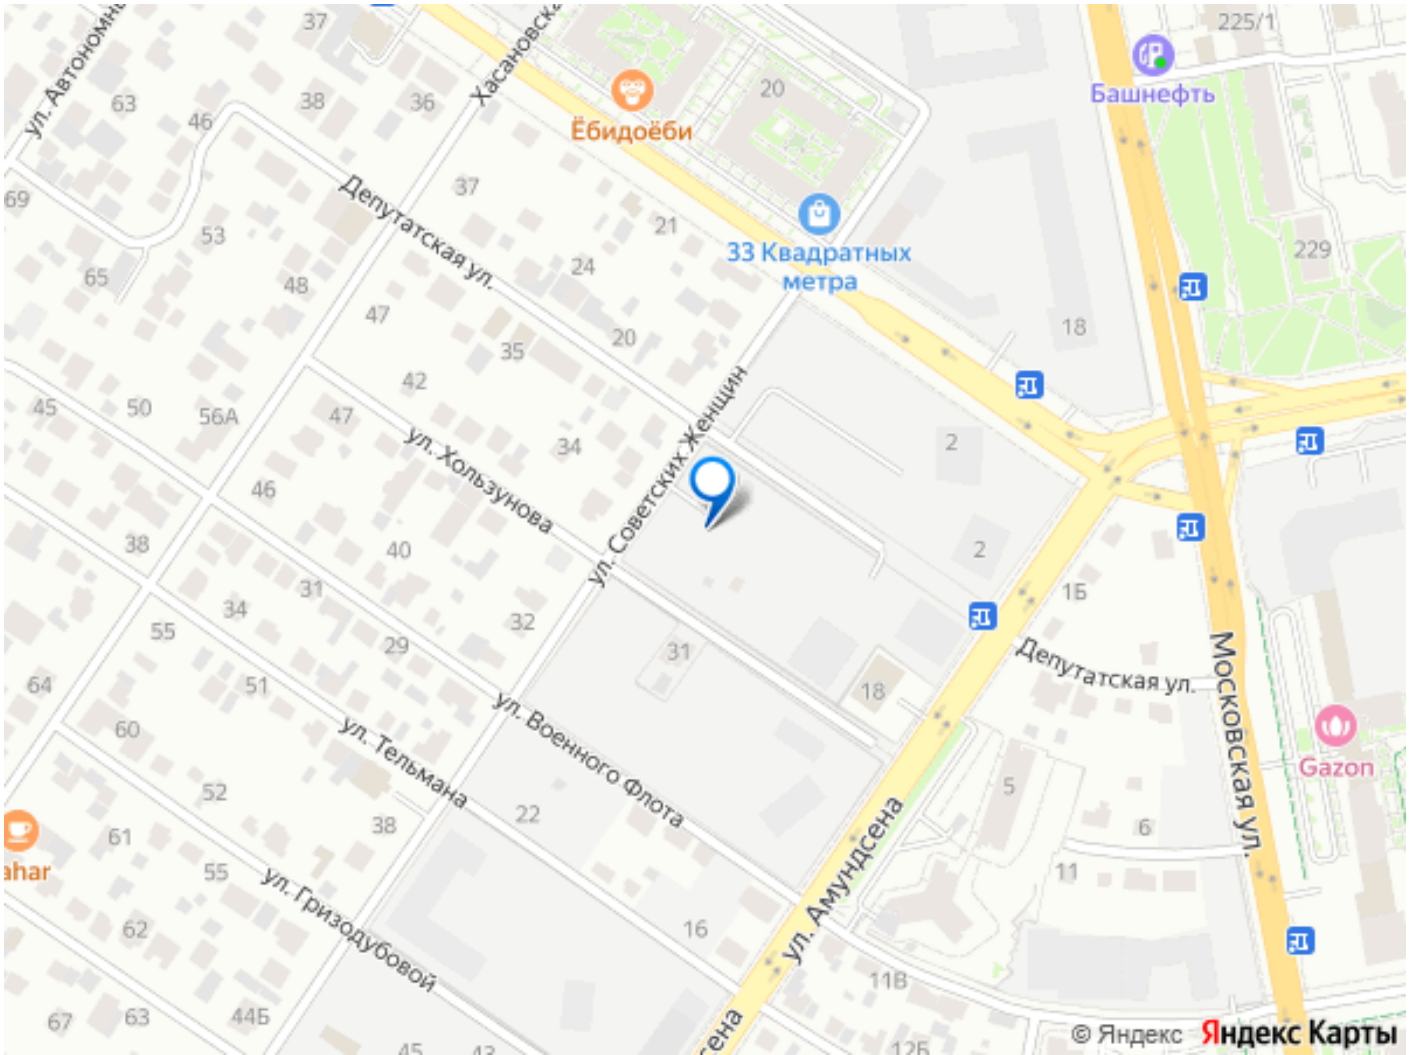 37
225/1
ул. Автономн
Хасановска
63
38
36
20
Башнефть
46
Ёбидоёби
69
Депутатская ул.
37
21
53
33 Квадратных
метра
229
65
48
24
47
20
18
35
ул. Советских Женщин
45
50
56А
42
47
34
2
ул. Хользунова
46
38
40
2
31
34
1Б
55
29
32
31
Депутатская ул.
64
51
18
Московская ул.
60
ул. Тельмана
ул. Военного Флота
Gazon
52
5
22
38
6
61
ahar
55
11
ул. Амундсена
ул. Гризодубовой
62
16
11В
67
63
44Б
45
43
сена
12Б
© Яндекс
Яндекс Карты